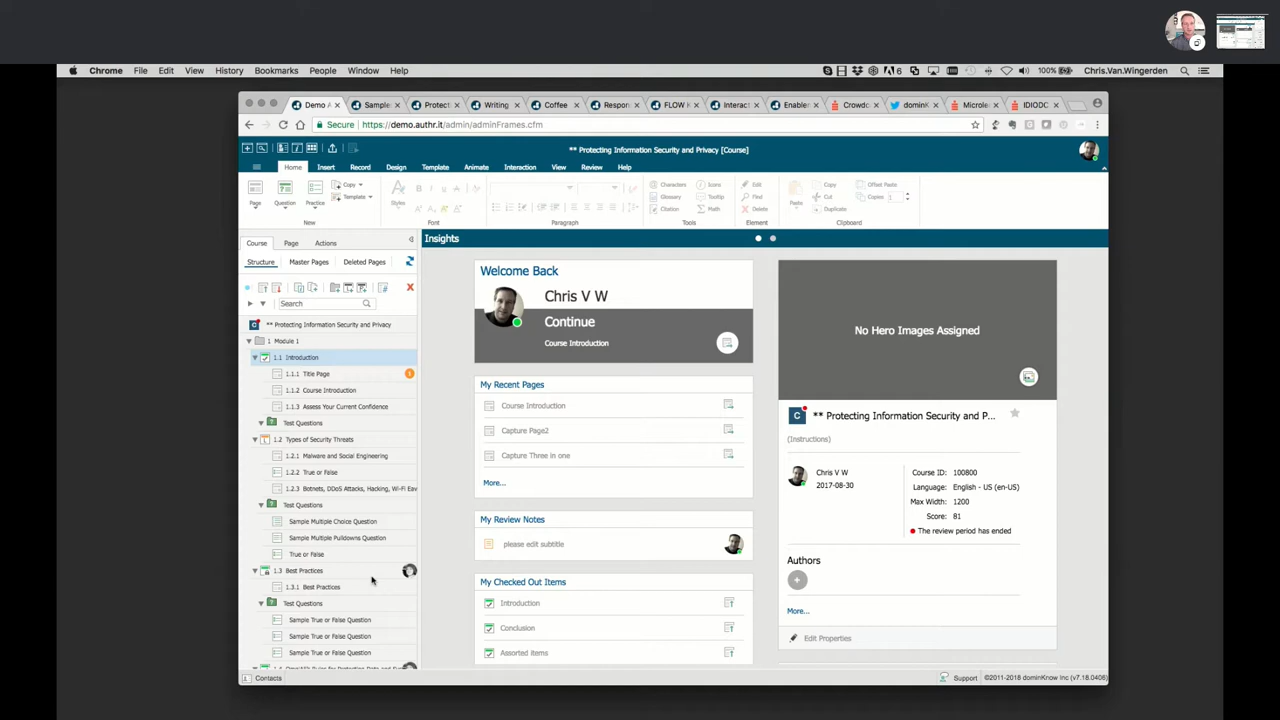 Chrome File Edit View History Bookmarks People Window Help
6 100% Chris.Van.Wingerden
Demo A Sample Protect Writing Coffee Respon FLOW Interact Enable Crowdc domin Microle IDIODC
Secure https://demo.authr.it/admin/adminFrames.cfm
** Protecting Information Security and Privacy [Course]
Home Insert Record Design Template Animate Interaction View Review Help
Copy Characters Icons Edit Copy Offset Paste
Template Glossary Tooltip Find Cut Copies 1
Page Question Practice Styles Citation Math Delete Paste Duplicate
New Font Paragraph Tools Element Clipboard
Course Page Actions
Insights
Structure Master Pages Deleted Pages
Search
** Protecting Information Security and Privacy
1 Module 1
1.1 Introduction
1.1.1 Title Page 1
1.1.2 Course Introduction
1.1.3 Assess Your Current Confidence
Test Questions
1.2 Types of Security Threats
1.2.1 Malware and Social Engineering
1.2.2 True or False
1.2.3 Botnets, DDoS Attacks, Hacking, Wi-Fi Eav
Test Questions
Sample Multiple Choice Question
Sample Multiple Pulldowns Question
True or False
1.3 Best Practices
1.3.1 Best Practices
Test Questions
Sample True or False Question
Sample True or False Question
Sample True or False Question
Contacts
Welcome Back
Chris V W
Continue
Course Introduction
My Recent Pages
Course Introduction
Capture Page2
Capture Three in one
More...
My Review Notes
please edit subtitle
My Checked Out Items
Introduction
Conclusion
Assorted items
No Hero Images Assigned
C ** Protecting Information Security and P...
(Instructions)
Chris V W
2017-08-30
Course ID: 100800
Language: English - US (en-US)
Max Width: 1200
Score: 81
The review period has ended
Authors
More...
Edit Properties
Support ©2011-2018 dominKnow Inc (v7.18.0406)